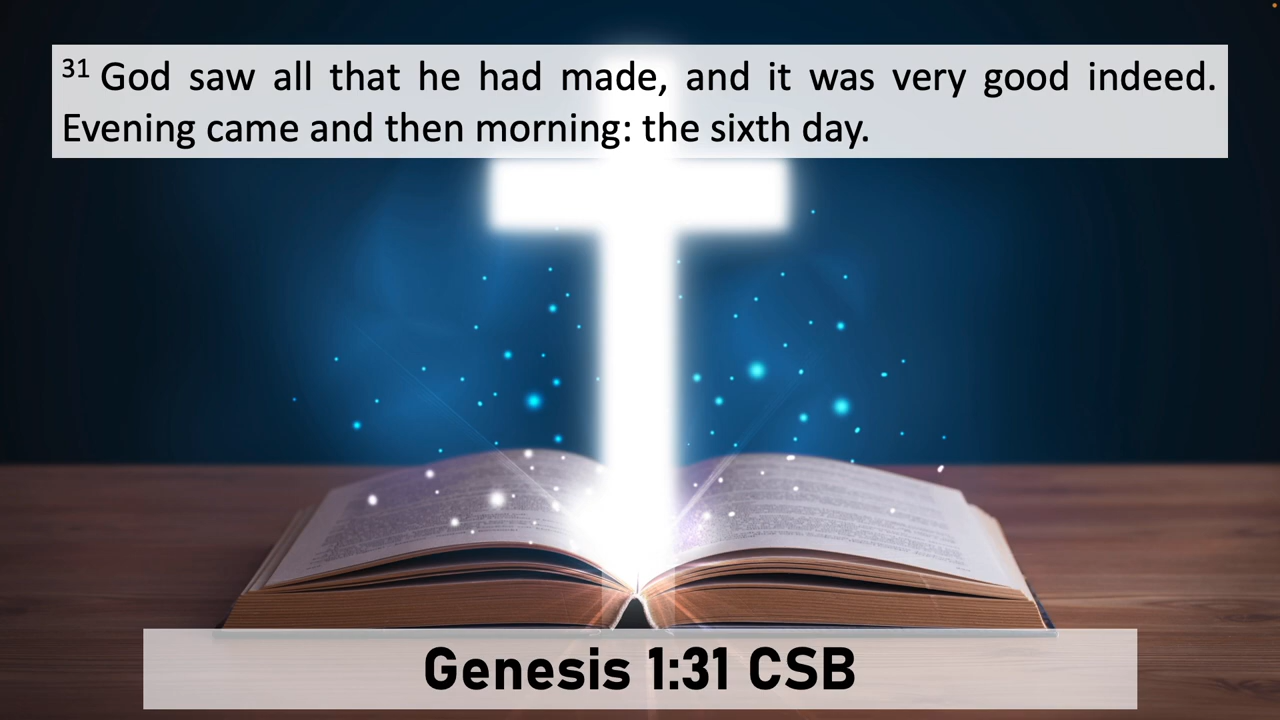 31 God saw all that he had made, and it was very good indeed.
Evening came and then morning: the sixth day.
Genesis 1:31 CSB